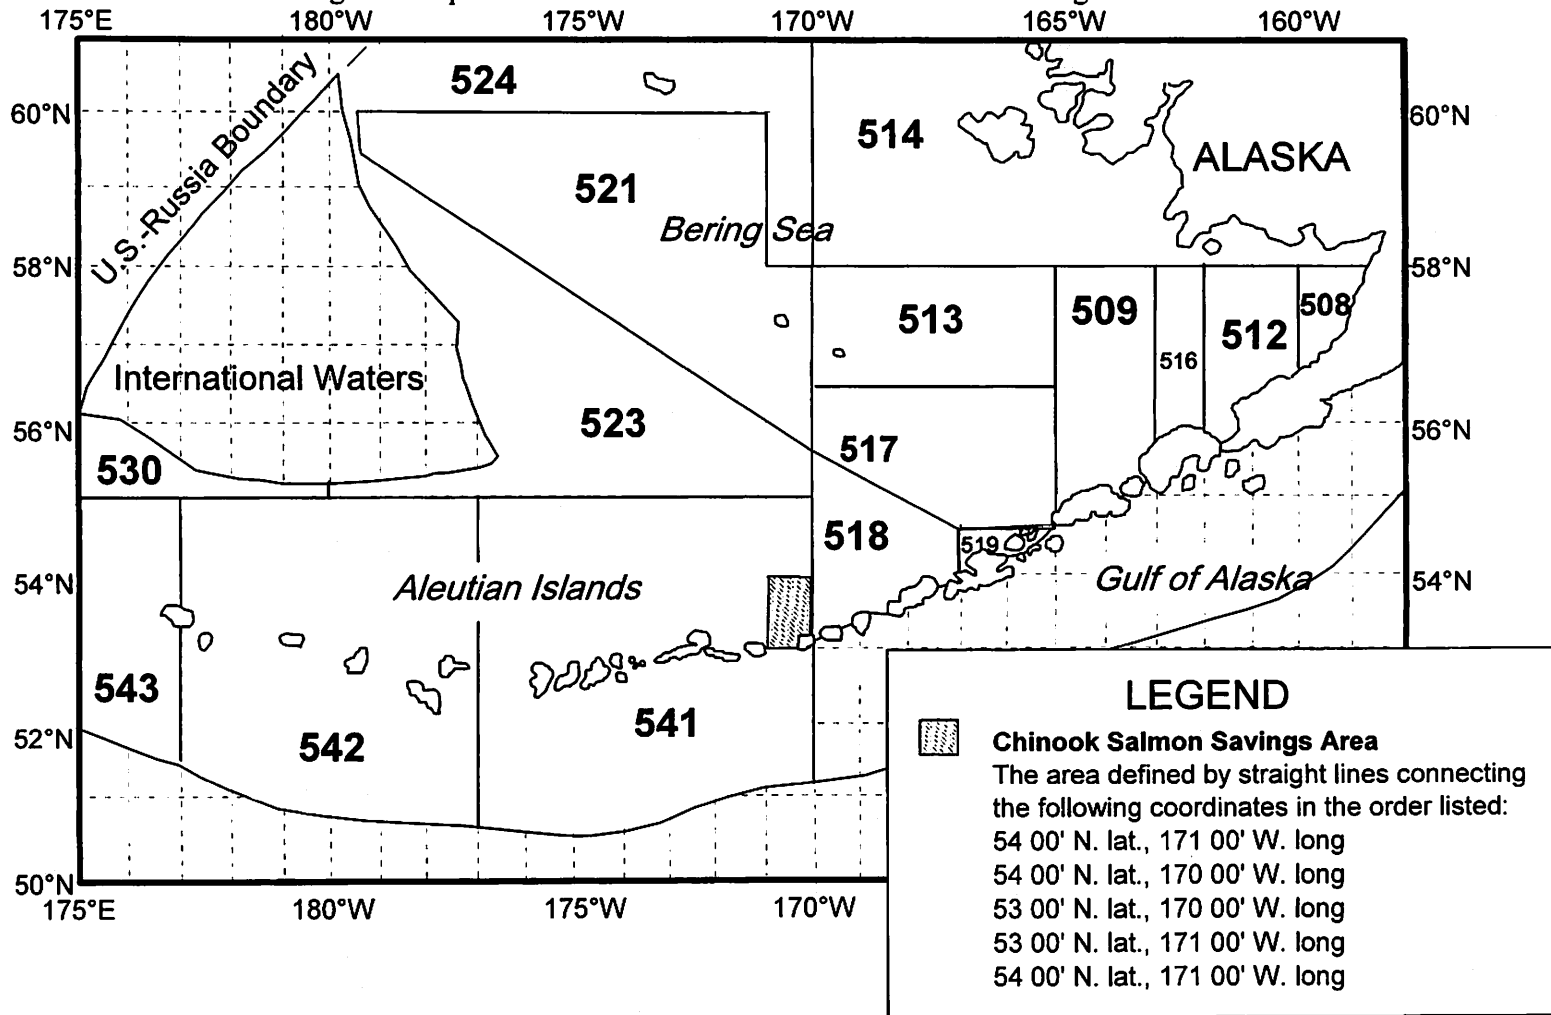 175°E 180°W 175°W 170°W 165°W 160°W
524
60°N 60°N
514
U.S.-Russia Boundary
ALASKA
521
Bering Sea
58°N 58°N
513 509 516 512 508
International Waters
523
56°N 56°N
517
530
518 519
54°N Aleutian Islands Gulf of Alaska 54°N
543
541
52°N 542
50°N
175°E 180°W 175°W 170°W
LEGEND
Chinook Salmon Savings Area
The area defined by straight lines connecting
the following coordinates in the order listed:
54 00' N. lat., 171 00' W. long
54 00' N. lat., 170 00' W. long
53 00' N. lat., 170 00' W. long
53 00' N. lat., 171 00' W. long
54 00' N. lat., 171 00' W. long